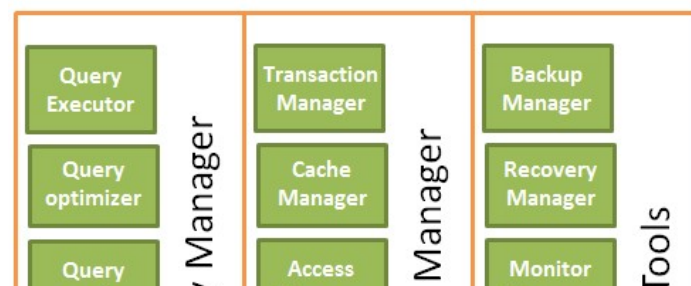 Query
Executor
Query
optimizer
Query
Manager
Transaction
Manager
Cache
Manager
Access
Manager
Backup
Manager
Recovery
Manager
Monitor
Tools